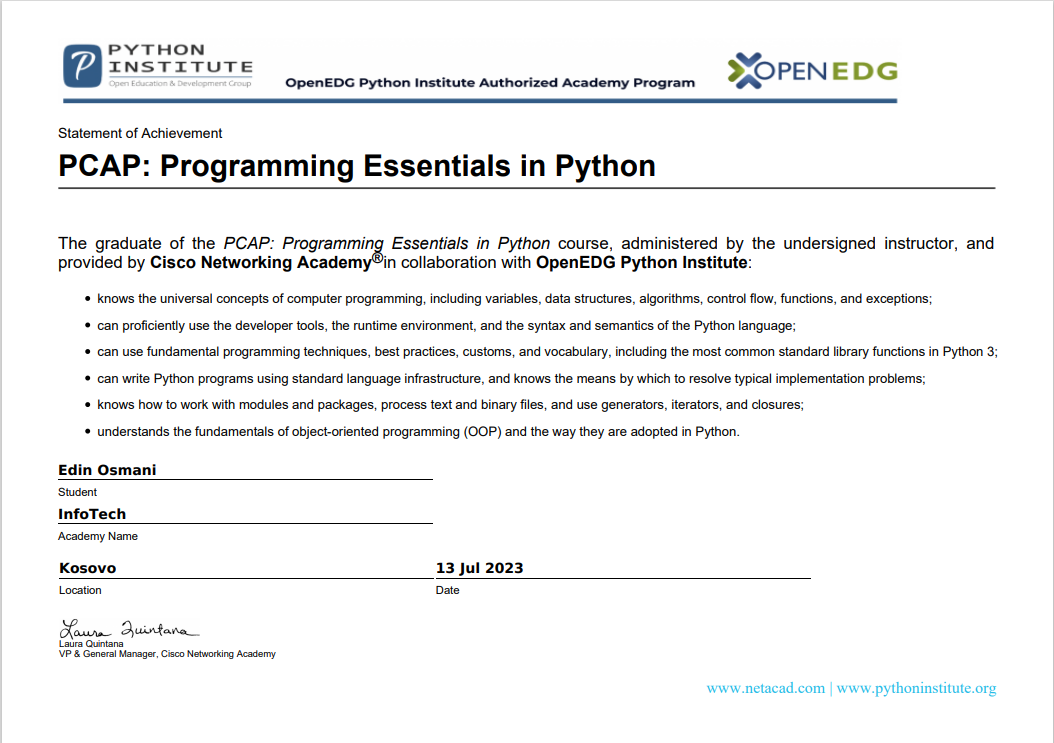 PYTHON
INSTITUTE
Open Education & Development Group
OpenEDG Python Institute Authorized Academy Program
OPENEDG
Statement of Achievement
PCAP: Programming Essentials in Python
The graduate of the PCAP: Programming Essentials in Python course, administered by the undersigned instructor, and
provided by Cisco Networking Academy®in collaboration with OpenEDG Python Institute:
• knows the universal concepts of computer programming, including variables, data structures, algorithms, control flow, functions, and exceptions;
• can proficiently use the developer tools, the runtime environment, and the syntax and semantics of the Python language;
• can use fundamental programming techniques, best practices, customs, and vocabulary, including the most common standard library functions in Python 3;
• can write Python programs using standard language infrastructure, and knows the means by which to resolve typical implementation problems;
• knows how to work with modules and packages, process text and binary files, and use generators, iterators, and closures;
• understands the fundamentals of object-oriented programming (OOP) and the way they are adopted in Python.
Edin Osmani
Student
InfoTech
Academy Name
Kosovo 13 Jul 2023
Location Date
Laura Quintana
Laura Quintana
VP & General Manager, Cisco Networking Academy
www.netacad.com | www.pythoninstitute.org